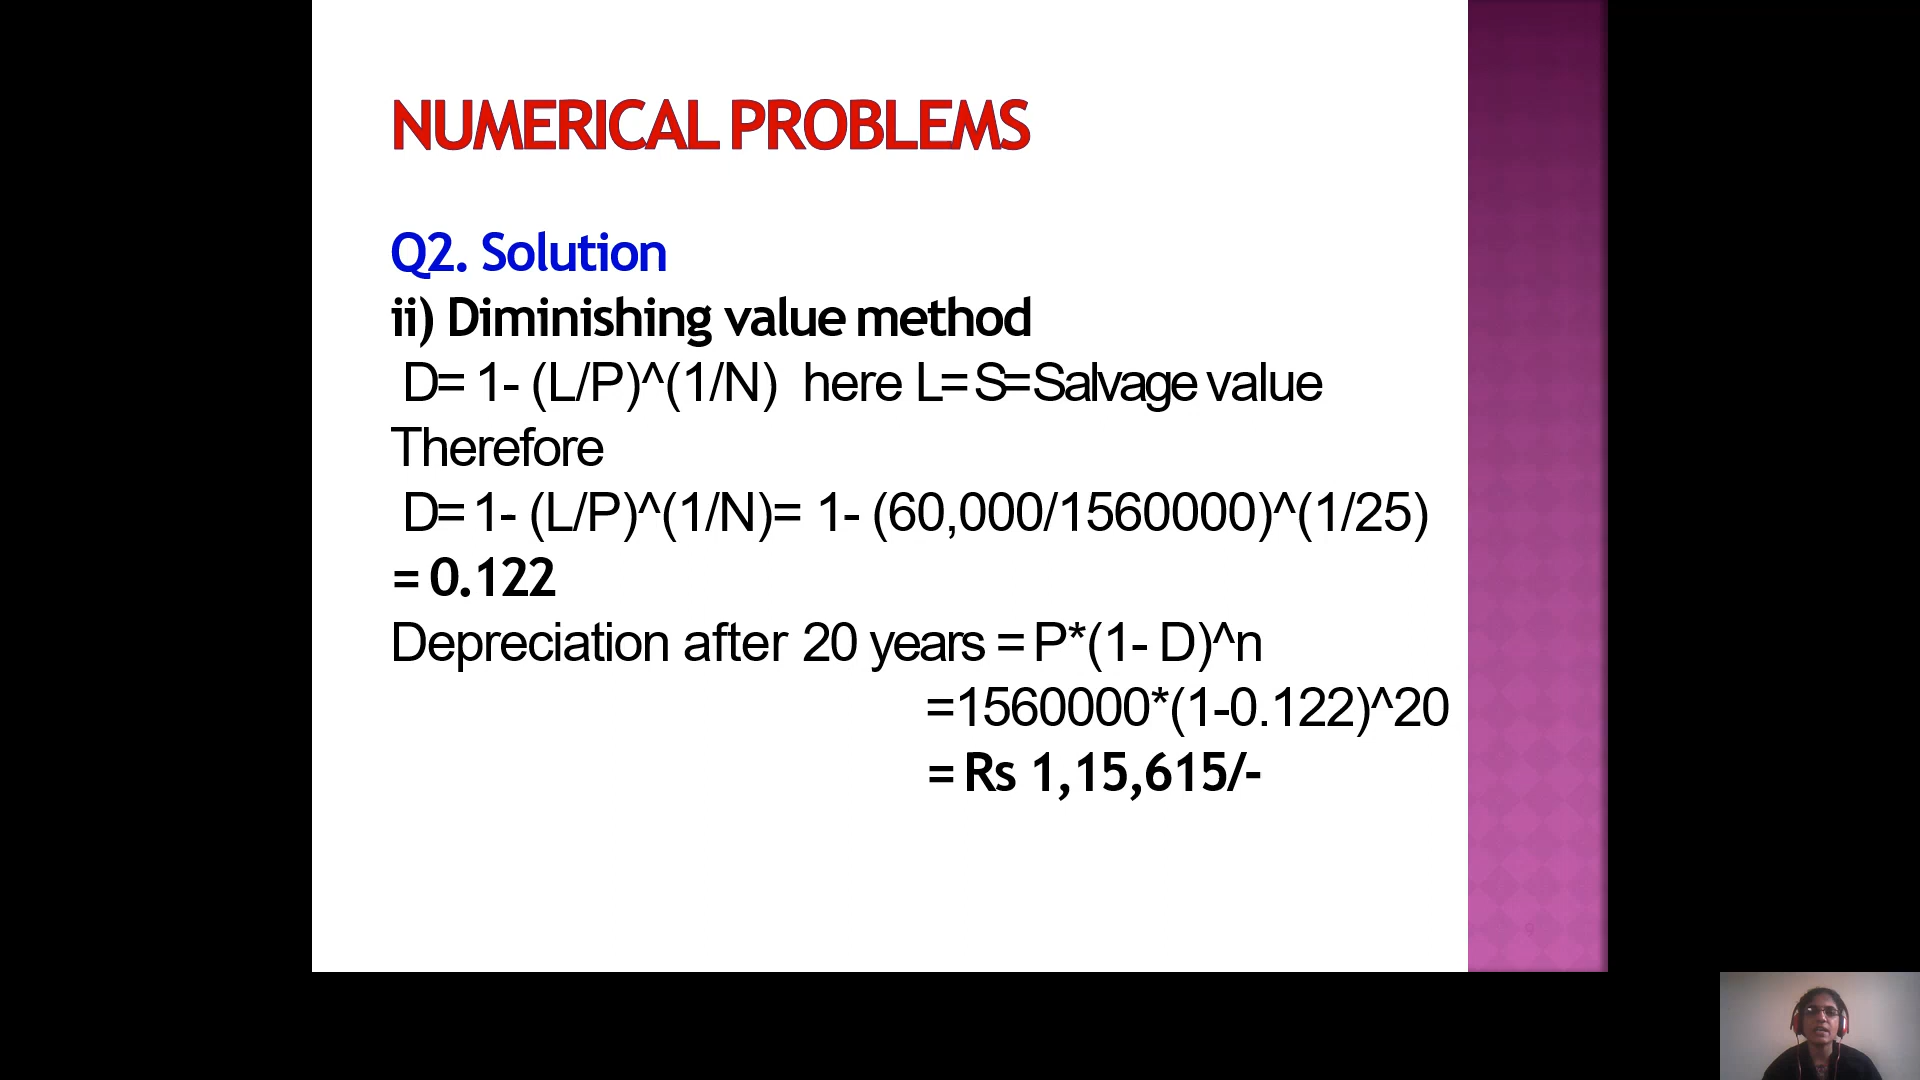 NUMERICAL PROBLEMS
Q2. Solution
ii) Diminishing value method
D= 1- (L/P)^(1/N) here L= S=Salvage value
Therefore
D= 1- (L/P)^(1/N)= 1- (60,000/1560000)^(1/25)
= 0.122
Depreciation after 20 years = P*(1- D)^n
=1560000*(1-0.122)^20
= Rs 1,15,615/-
9